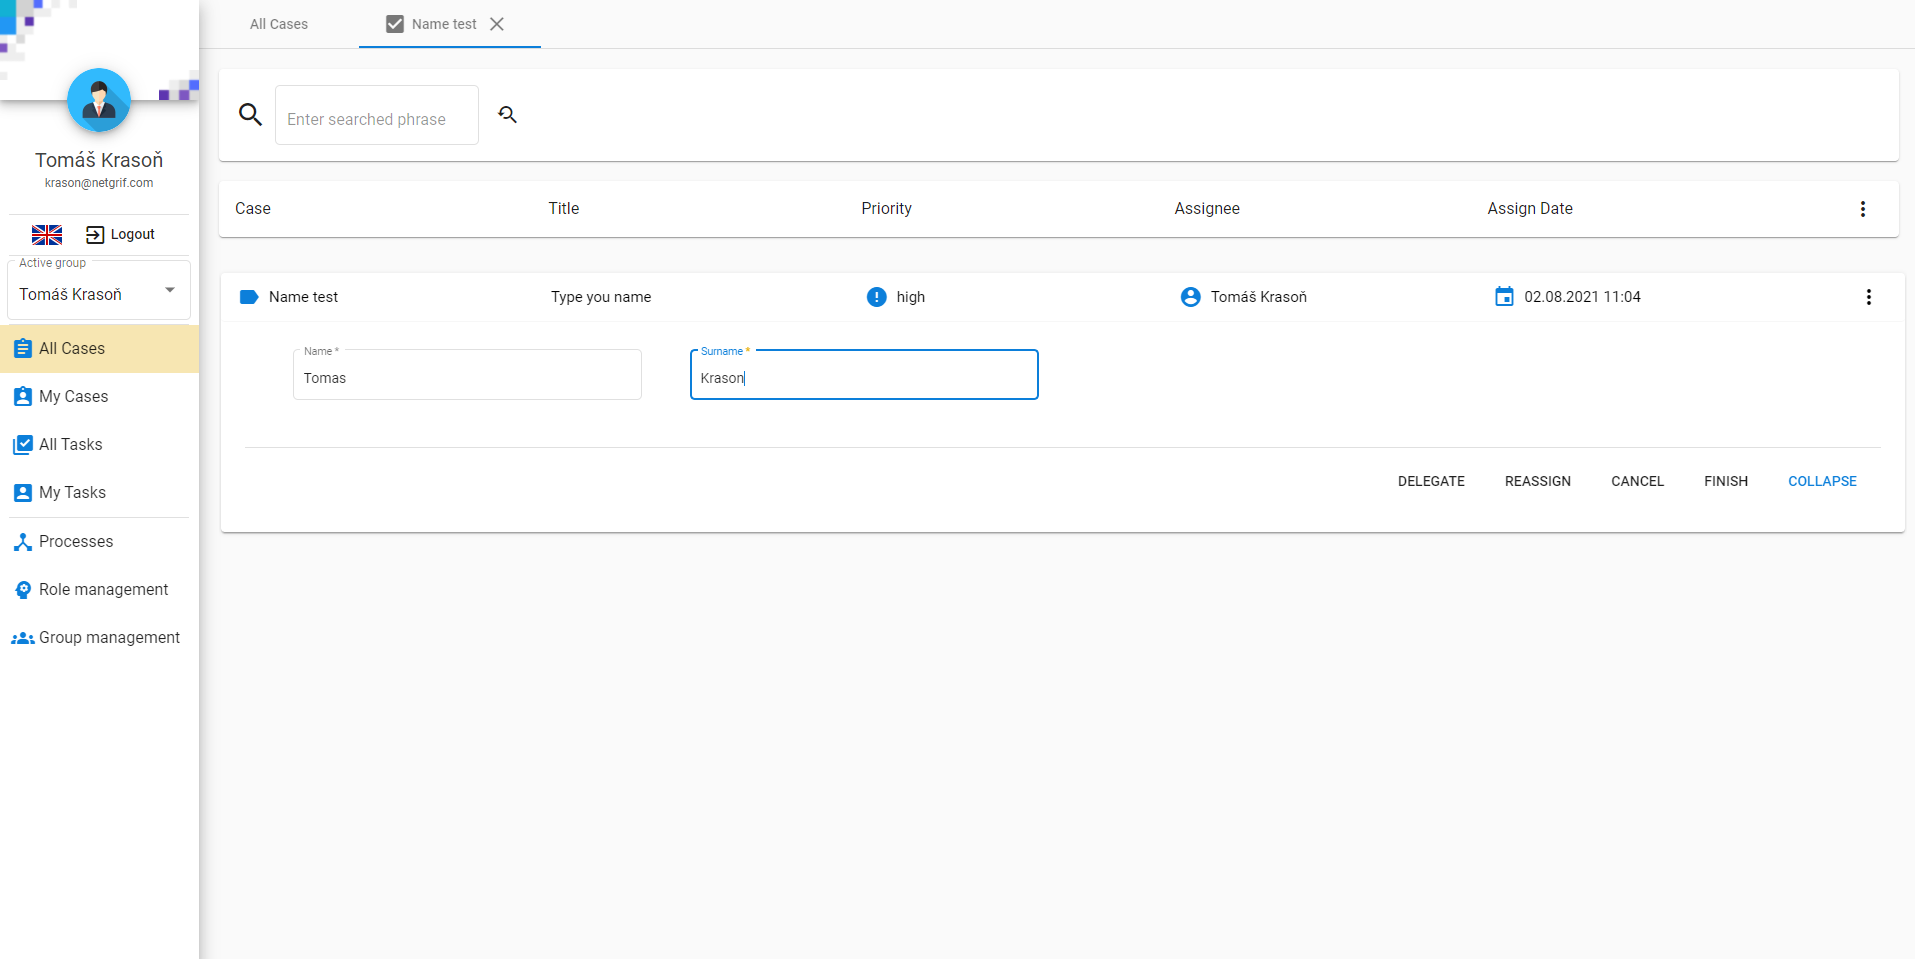 Tomáš Krasoň
krason@netgrif.com
Logout
Active group
Tomáš Krasoň
All Cases
My Cases
All Tasks
My Tasks
Processes
Role management
Group management
All Cases
Name test
Enter searched phrase
Case Title Priority Assignee Assign Date
Name test Type you name high Tomáš Krasoň 02.08.2021 11:04
Name * Surname *
Tomas Krason
DELEGATE REASSIGN CANCEL FINISH COLLAPSE